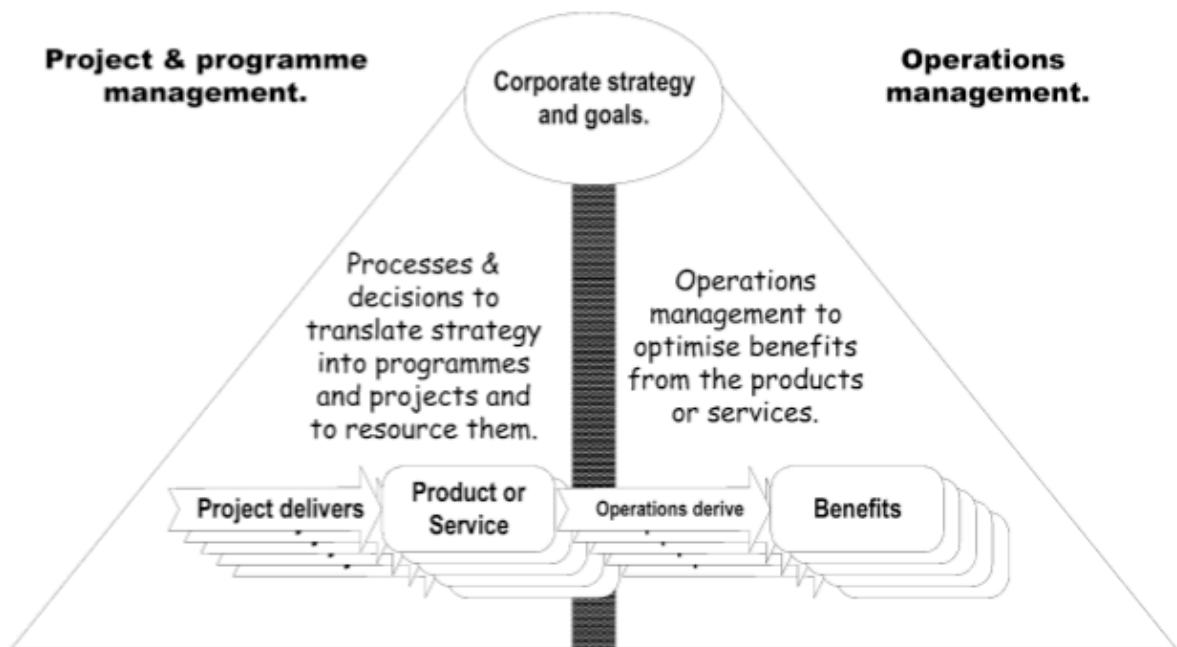 Project & programme
management.
Corporate strategy
and goals.
Operations
management.
Processes &
decisions to
translate strategy
into programmes
and projects and
to resource them.
Operations
management to
optimise benefits
from the products
or services.
Project delivers
Product or
Service
Operations derive
Benefits